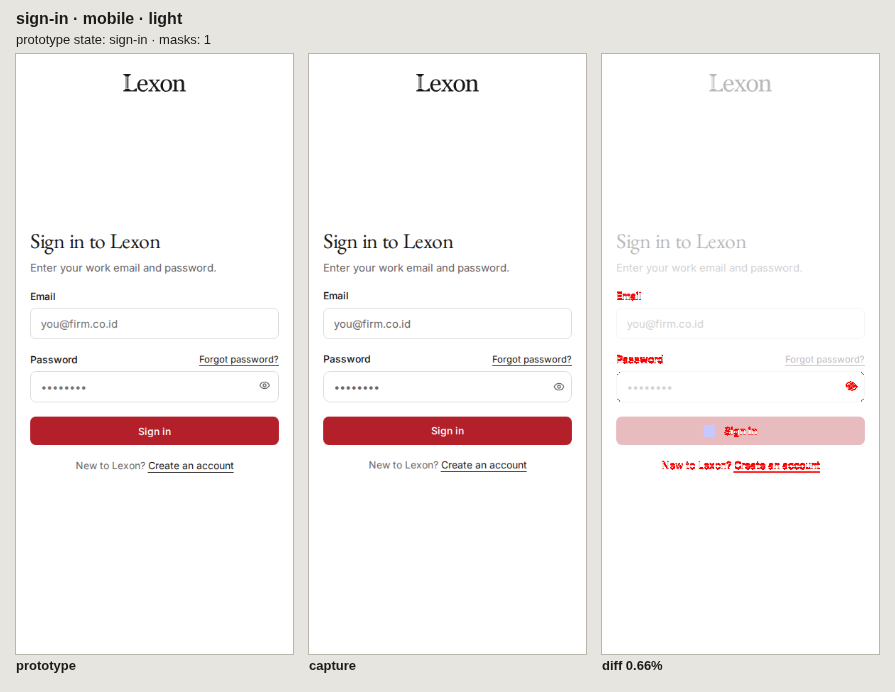 sign-in · mobile · light
prototype state: sign-in · masks: 1
Lexon
Sign in to Lexon
Enter your work email and password.
Email
you@firm.co.id
Password Forgot password?
••••••••
Sign in
New to Lexon? Create an account
prototype
Lexon
Sign in to Lexon
Enter your work email and password.
Email
you@firm.co.id
Password Forgot password?
••••••••
Sign in
New to Lexon? Create an account
capture
Lexon
Sign in to Lexon
Enter your work email and password.
Email
you@firm.co.id
Password Forgot password?
••••••••
Sign in
New to Lexon? Create an account
diff 0.66%